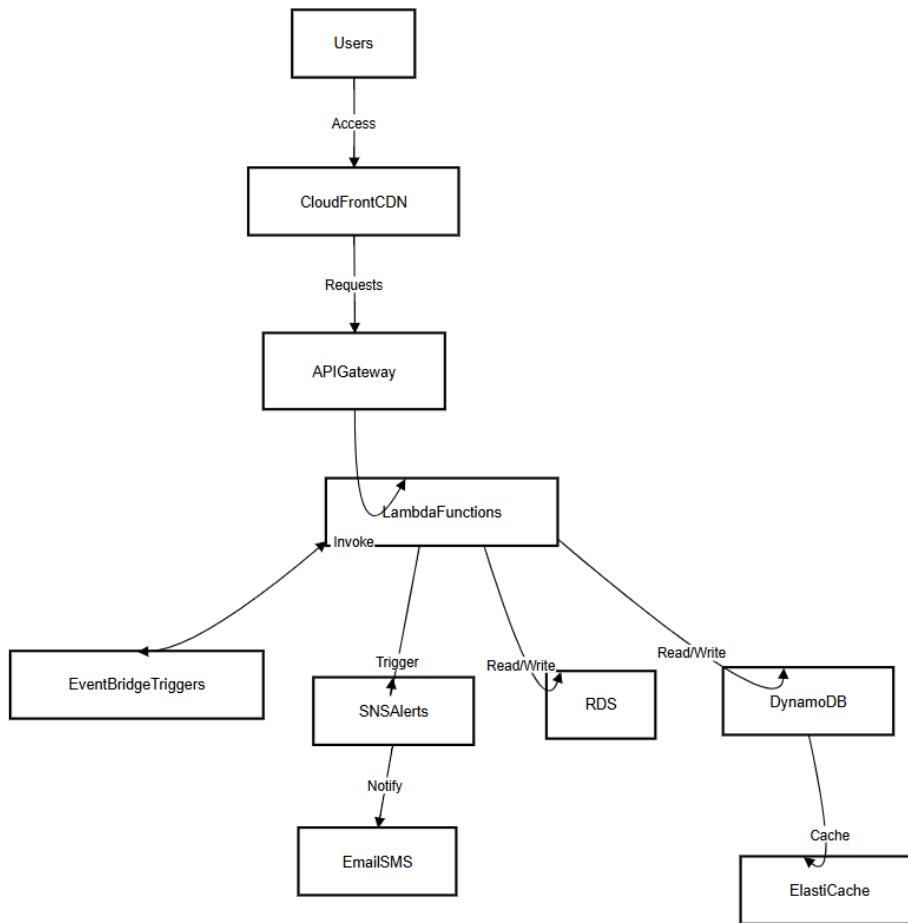 Users
Access
CloudFrontCDN
Requests
APIGateway
LambdaFunctions
Invoke
Read/Write
Trigger
Read/Write
EventBridgeTriggers
SNSAlerts
RDS
DynamoDB
Notify
Cache
EmailSMS
ElastiCache